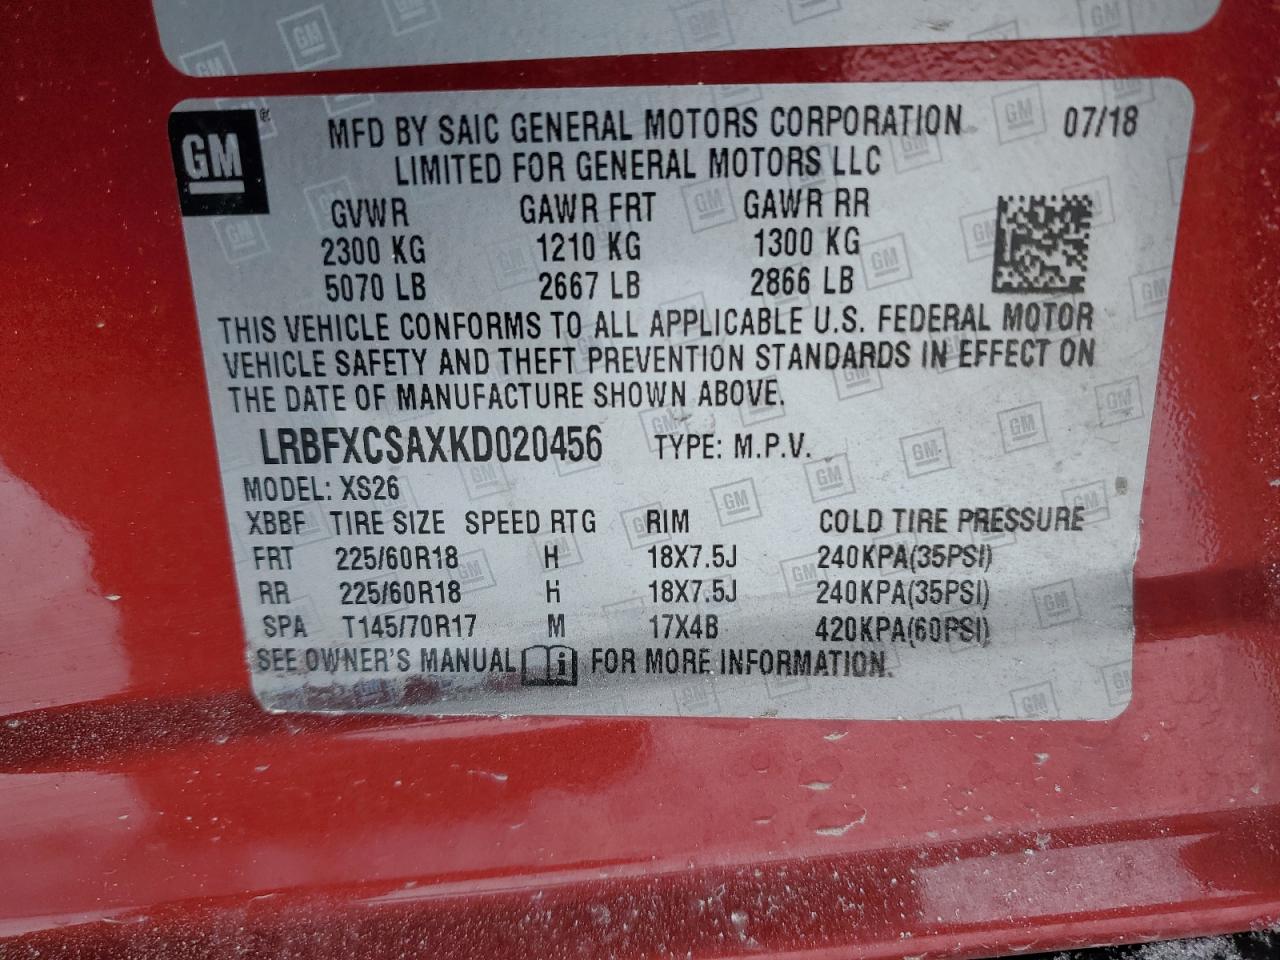 GM ®
MFD BY SAIC GENERAL MOTORS CORPORATION 07/18
LIMITED FOR GENERAL MOTORS LLC
GVWR GAWR FRT GAWR RR
2300 KG 1210 KG 1300 KG
5070 LB 2667 LB 2866 LB
THIS VEHICLE CONFORMS TO ALL APPLICABLE U.S. FEDERAL MOTOR
VEHICLE SAFETY AND THEFT PREVENTION STANDARDS IN EFFECT ON
THE DATE OF MANUFACTURE SHOWN ABOVE.
LRBFXCSAXKD020456 TYPE: M.P.V.
MODEL: XS26
XBBF TIRE SIZE SPEED RTG RIM COLD TIRE PRESSURE
FRT 225/60R18 H 18X7.5J 240KPA(35PSI)
RR 225/60R18 H 18X7.5J 240KPA(35PSI)
SPA T145/70R17 M 17X4B 420KPA(60PSI)
SEE OWNER'S MANUAL i FOR MORE INFORMATION.